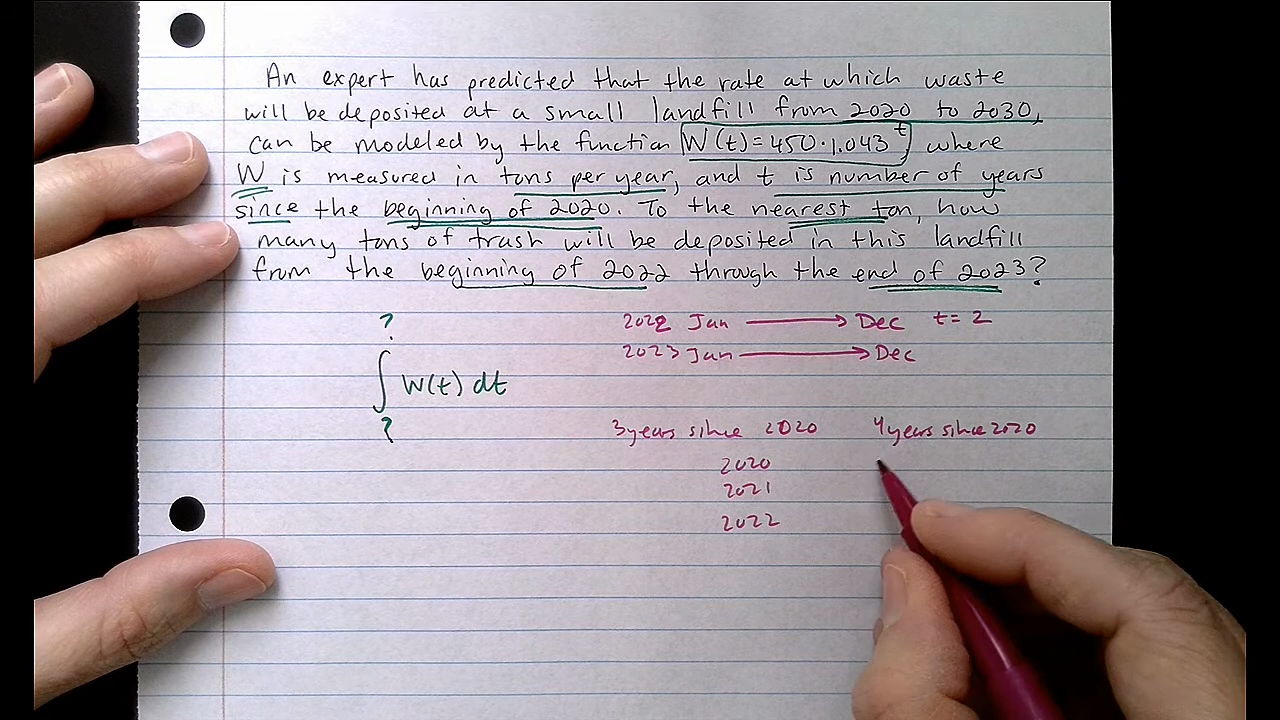 An expert has predicted that the rate at which waste
will be deposited at a small landfill from 2020 to 2030,
can be modeled by the function W(t)=450·1.043^t where
W is measured in tons per year, and t is number of years
since the beginning of 2020. To the nearest ton, how
many tons of trash will be deposited in this landfill
from the beginning of 2022 through the end of 2023?
?
∫ W(t) dt
?
2022 Jan → Dec t=2
2023 Jan → Dec
3 years since 2020 4 years since 2020
2020
2021
2022